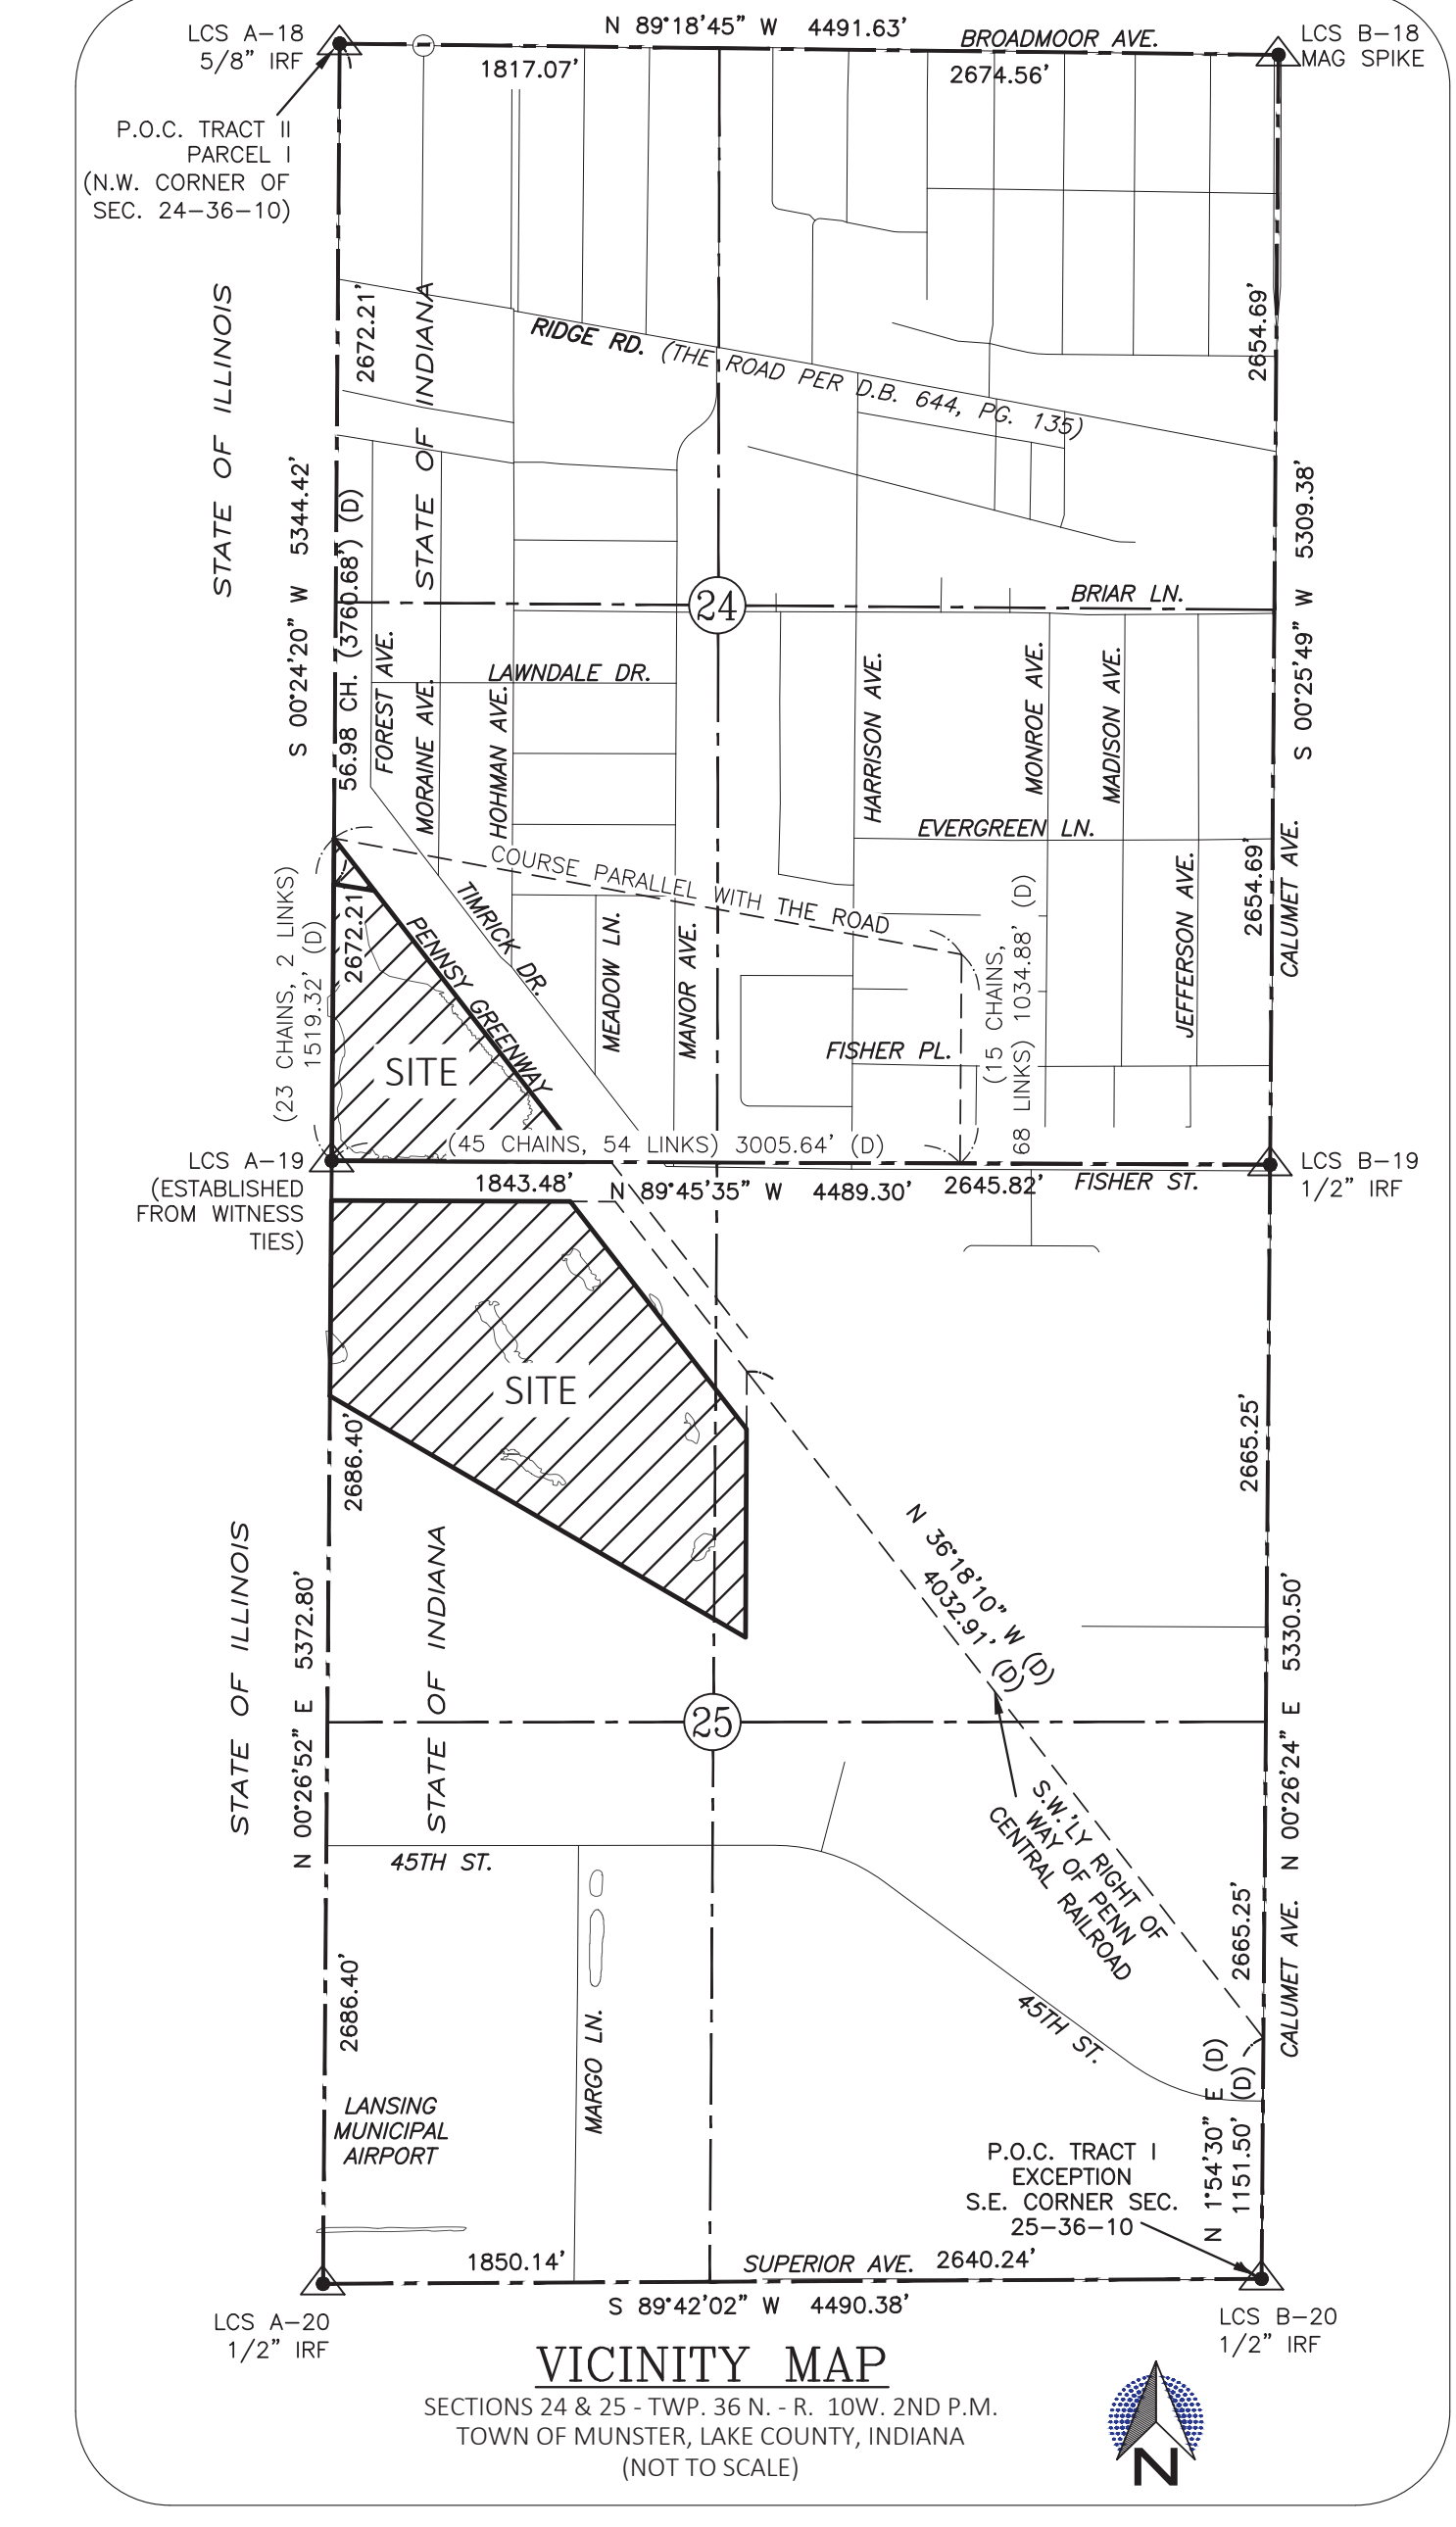 N 89°18'45" W 4491.63'
LCS A-18
5/8" IRF
BROADMOOR AVE.
LCS B-18
MAG SPIKE
1817.07'
2674.56'
P.O.C. TRACT II
PARCEL I
(N.W. CORNER OF
SEC. 24-36-10)
STATE OF ILLINOIS
2672.21'
STATE OF INDIANA
RIDGE RD. (THE ROAD PER D.B. 644, PG. 135)
2654.69'
S 00°24'20" W 5344.42'
56.98 CH. (3760.68') (D)
S 00°25'49" W 5309.38'
24
BRIAR LN.
FOREST AVE.
MORAINE AVE.
HOHMAN AVE.
LAWNDALE DR.
HARRISON AVE.
MONROE AVE.
MADISON AVE.
EVERGREEN LN.
COURSE PARALLEL WITH THE ROAD
(23 CHAINS, 2 LINKS)
1519.32' (D)
2672.21
PENNSY GREENWAY
TIMRICK DR.
MEADOW LN.
MANOR AVE.
(15 CHAINS,
68 LINKS) 1034.88' (D)
JEFFERSON AVE.
2654.69'
CALUMET AVE.
FISHER PL.
SITE
(45 CHAINS, 54 LINKS) 3005.64' (D)
LCS A-19
(ESTABLISHED
FROM WITNESS
TIES)
1843.48'
N 89°45'35" W 4489.30'
2645.82'
FISHER ST.
LCS B-19
1/2" IRF
SITE
2686.40'
2665.25'
STATE OF ILLINOIS
N 00°26'52" E 5372.80'
STATE OF INDIANA
N 36°18'10" W (D)
4032.91' (D)
N 00°26'24" E 5330.50'
25
S.W.'LY RIGHT OF
WAY OF PENN
CENTRAL RAILROAD
45TH ST.
2686.40'
MARGO LN.
45TH ST.
2665.25'
CALUMET AVE.
LANSING
MUNICIPAL
AIRPORT
N 1°54'30" E (D)
1151.50' (D)
P.O.C. TRACT I
EXCEPTION
S.E. CORNER SEC.
25-36-10
1850.14'
SUPERIOR AVE.
2640.24'
S 89°42'02" W 4490.38'
LCS A-20
1/2" IRF
LCS B-20
1/2" IRF
VICINITY MAP
SECTIONS 24 & 25 - TWP. 36 N. - R. 10W. 2ND P.M.
TOWN OF MUNSTER, LAKE COUNTY, INDIANA
(NOT TO SCALE)
N